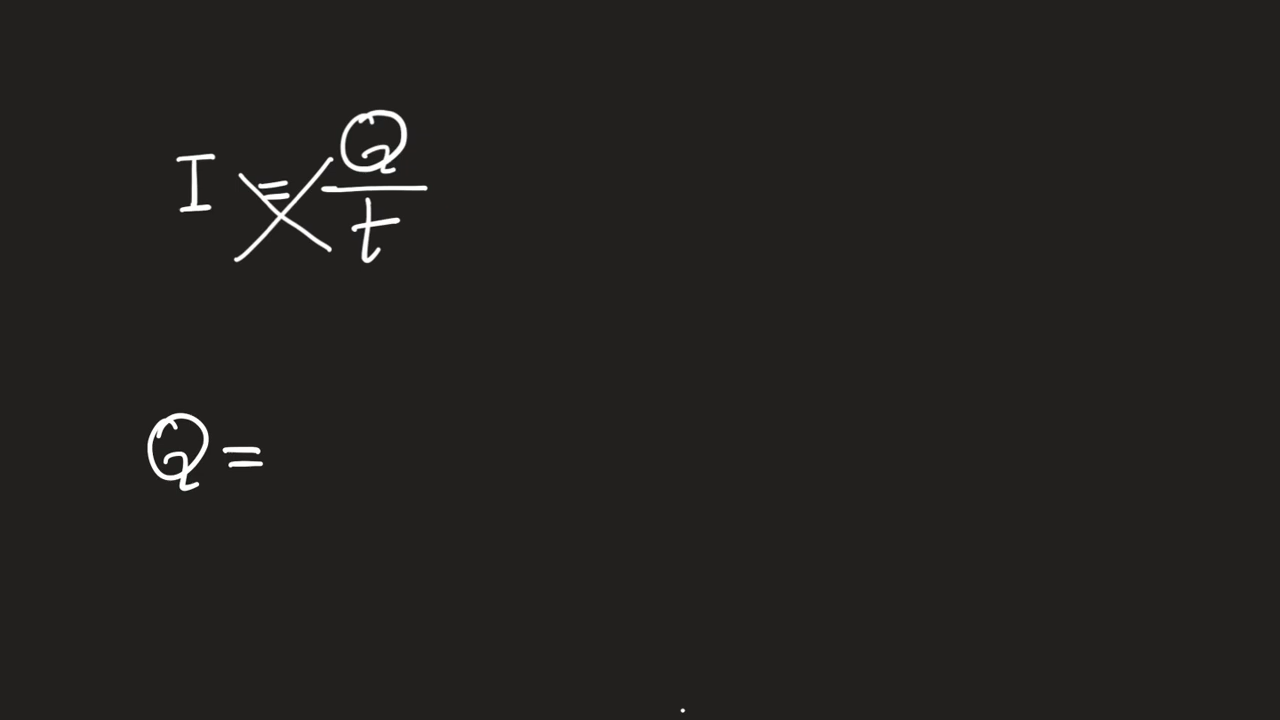 I = Q/t
Q =